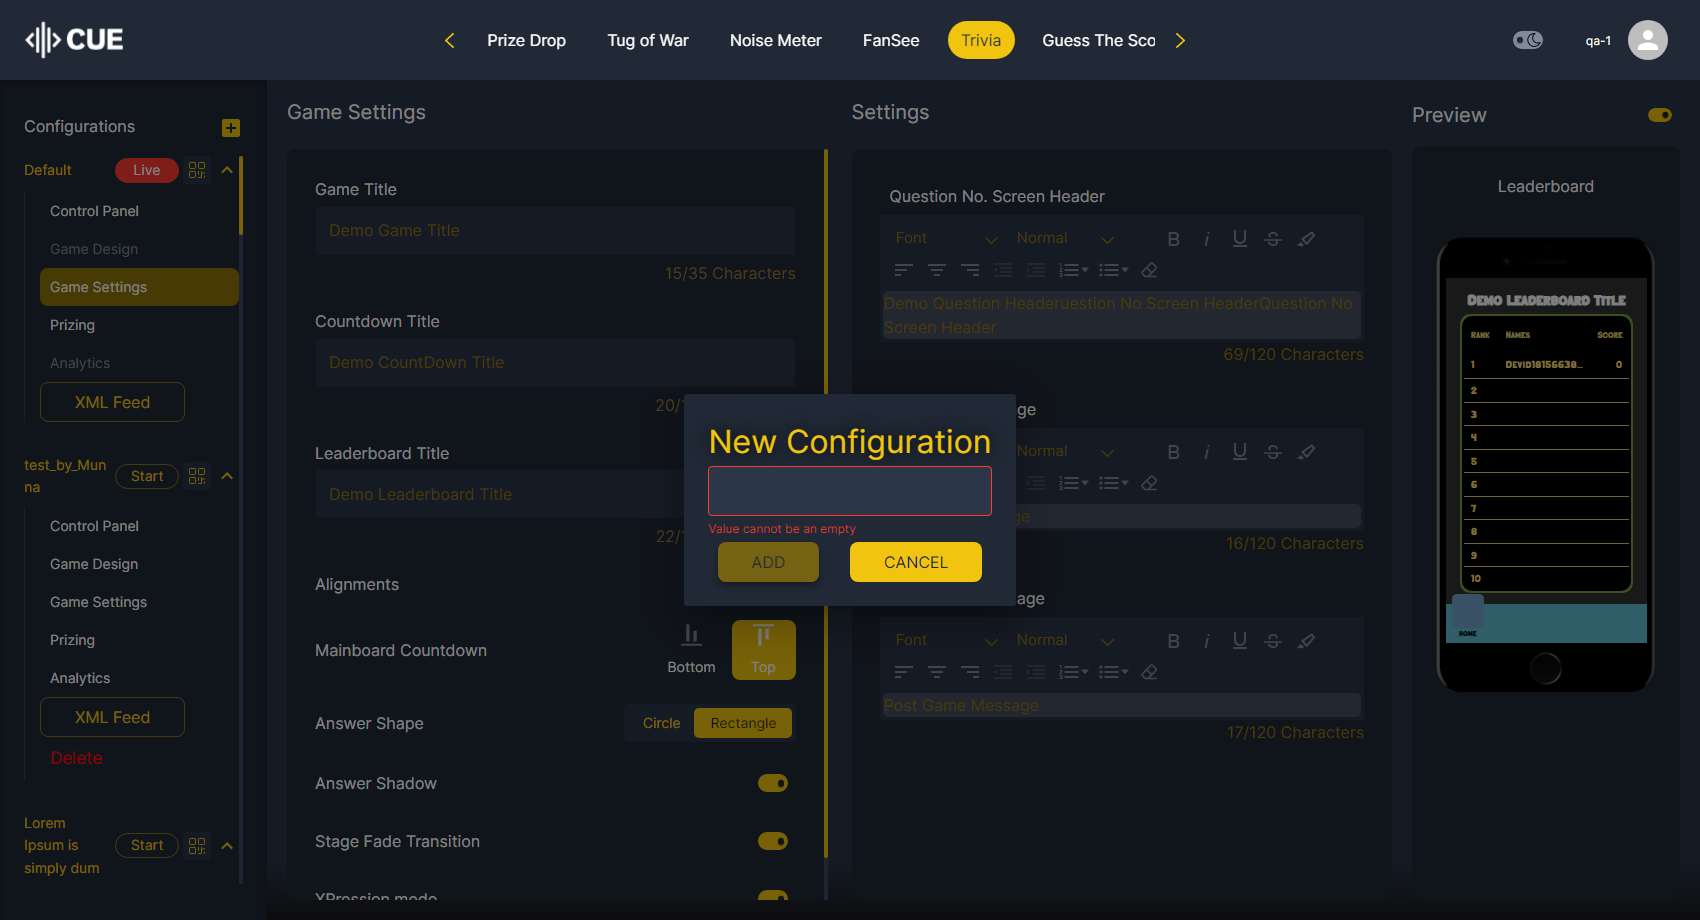 CUE
Prize Drop
Tug of War
Noise Meter
FanSee
Trivia
Guess The Sco
qa-1
Configurations
Default
Live
Control Panel
Game Design
Game Settings
Prizing
Analytics
XML Feed
test_by_Mun
na
Start
Control Panel
Game Design
Game Settings
Prizing
Analytics
XML Feed
Delete
Lorem
Ipsum is
simply dum
Start
Game Settings
Game Title
Demo Game Title
15/35 Characters
Countdown Title
Demo CountDown Title
20/
Leaderboard Title
Demo Leaderboard Title
22/
Alignments
Mainboard Countdown
Bottom
Top
Answer Shape
Circle
Rectangle
Answer Shadow
Stage Fade Transition
XPression mode
New Configuration
Value cannot be an empty
ADD
CANCEL
Settings
Question No. Screen Header
Font
Normal
Demo Question Headeruestion No Screen HeaderQuestion No
Screen Header
69/120 Characters
ge
Normal
ge
16/120 Characters
age
Font
Normal
Post Game Message
17/120 Characters
Preview
Leaderboard
Demo Leaderboard Title
Rank Names Score
1 Devid18156638... 0
2
3
4
5
6
7
8
9
10
HOME